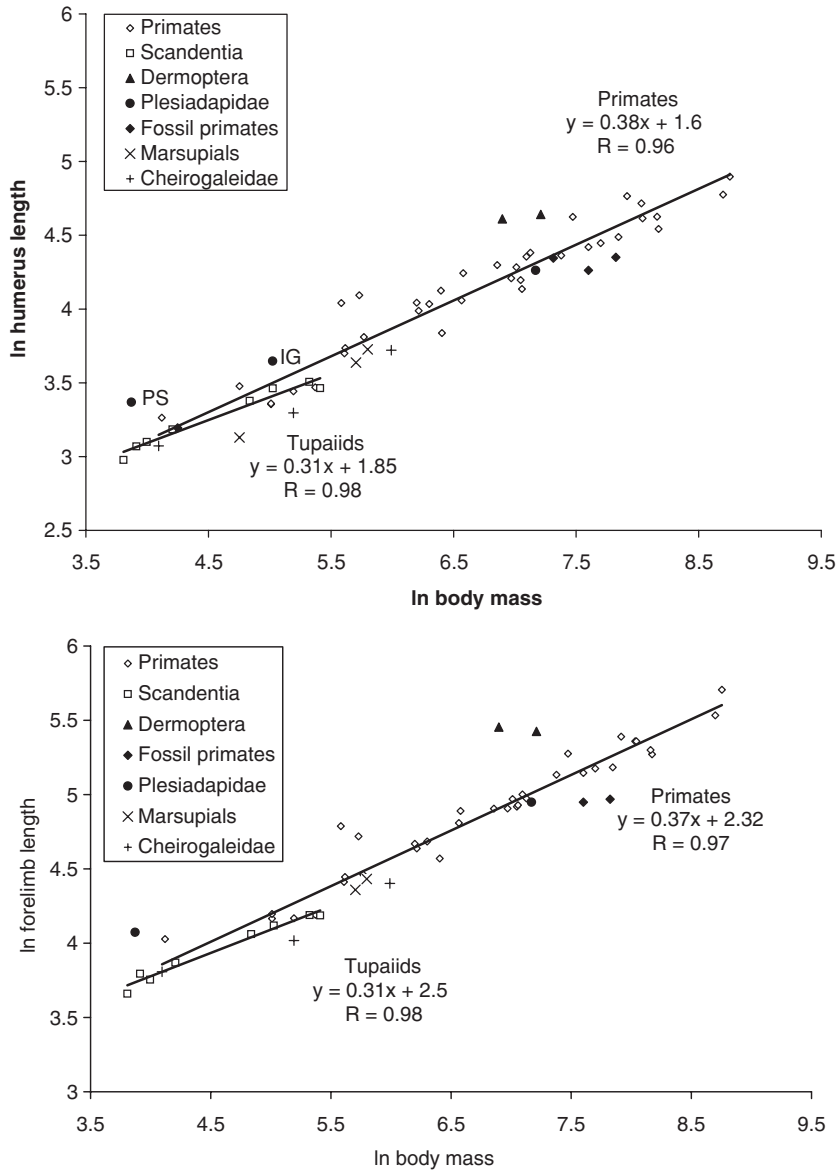 6
5.5
5
4.5
4
3.5
3
2.5
ln humerus length
Primates
Scandentia
Dermoptera
Plesiadapidae
Fossil primates
Marsupials
Cheirogaleidae
Primates
y = 0.38x + 1.6
R = 0.96
IG
PS
Tupaiids
y = 0.31x + 1.85
R = 0.98
3.5 4.5 5.5 6.5 7.5 8.5 9.5
ln body mass
6
5.5
5
4.5
4
3.5
3
ln forelimb length
Primates
Scandentia
Dermoptera
Fossil primates
Plesiadapidae
Marsupials
Cheirogaleidae
Primates
y = 0.37x + 2.32
R = 0.97
Tupaiids
y = 0.31x + 2.5
R = 0.98
3.5 4.5 5.5 6.5 7.5 8.5 9.5
ln body mass